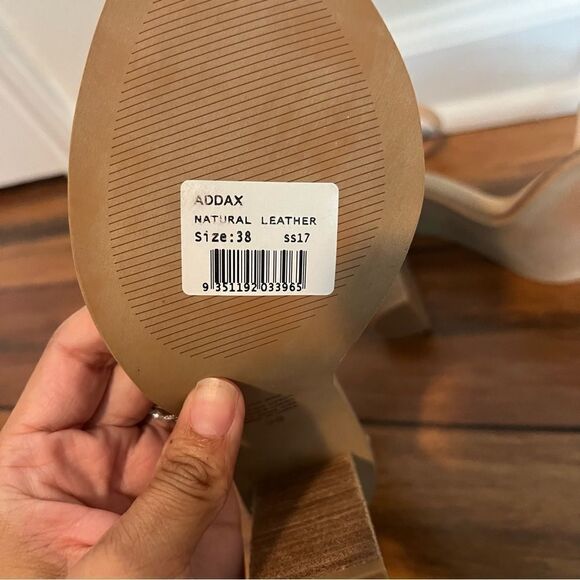 ADDAX
NATURAL LEATHER
Size:38 ss17
9 351192 033965